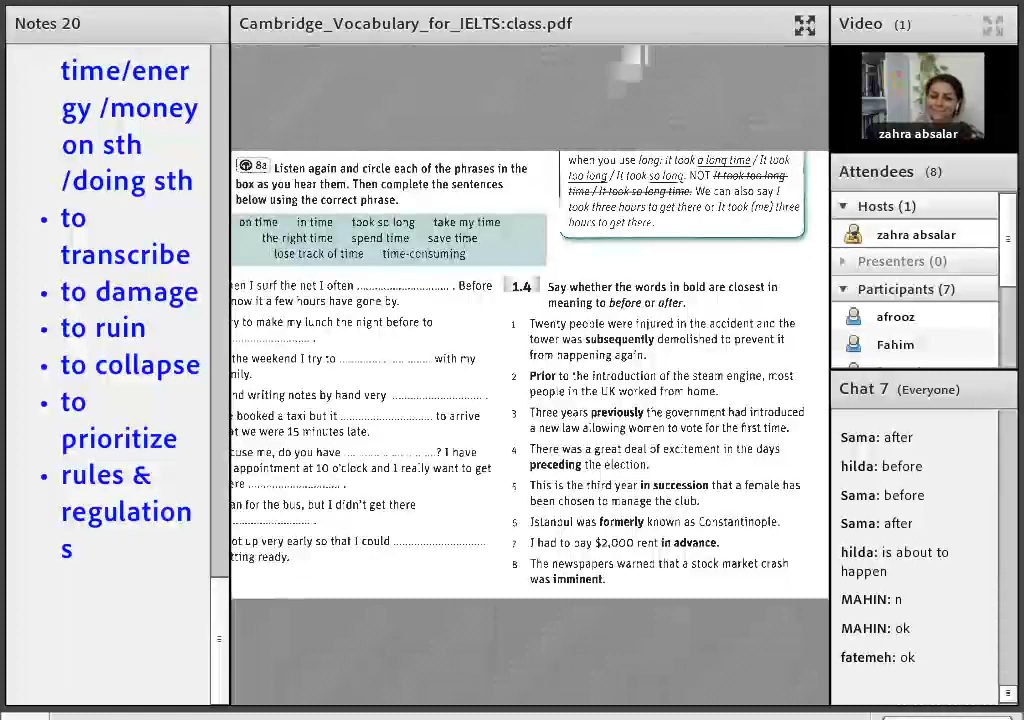 Notes 20
time/ener
gy /money
on sth
/doing sth
• to
transcribe
• to damage
• to ruin
• to collapse
• to
prioritize
• rules &
regulation
s
Cambridge_Vocabulary_for_IELTS:class.pdf
8a Listen again and circle each of the phrases in the
box as you hear them. Then complete the sentences
below using the correct phrase.
on time in time took so long take my time
the right time spend time save time
lose track of time time-consuming
en I surf the net I often ............................. . Before
now it a few hours have gone by.
y to make my lunch the night before to
............................. .
the weekend I try to ............................. with my
nily.
nd writing notes by hand very ............................. .
booked a taxi but it ............................. to arrive
at we were 15 minutes late.
cuse me, do you have ............................. ? I have
appointment at 10 o'clock and I really want to get
ere ............................. .
an for the bus, but I didn't get there
............................. .
ot up very early so that I could .............................
tting ready.
when you use long: it took a long time / It took
too long / It took so long. NOT It took too long
time / It took so long time. We can also say I
took three hours to get there or It took (me) three
hours to get there.
1.4 Say whether the words in bold are closest in
meaning to before or after.
1 Twenty people were injured in the accident and the
tower was subsequently demolished to prevent it
from happening again.
2 Prior to the introduction of the steam engine, most
people in the UK worked from home.
3 Three years previously the government had introduced
a new law allowing women to vote for the first time.
4 There was a great deal of excitement in the days
preceding the election.
5 This is the third year in succession that a female has
been chosen to manage the club.
6 Istanbul was formerly known as Constantinople.
7 I had to pay $2,000 rent in advance.
8 The newspapers warned that a stock market crash
was imminent.
Video (1)
zahra absalar
Attendees (8)
Hosts (1)
zahra absalar
Presenters (0)
Participants (7)
afrooz
Fahim
Chat 7 (Everyone)
Sama: after
hilda: before
Sama: before
Sama: after
hilda: is about to
happen
MAHIN: n
MAHIN: ok
fatemeh: ok